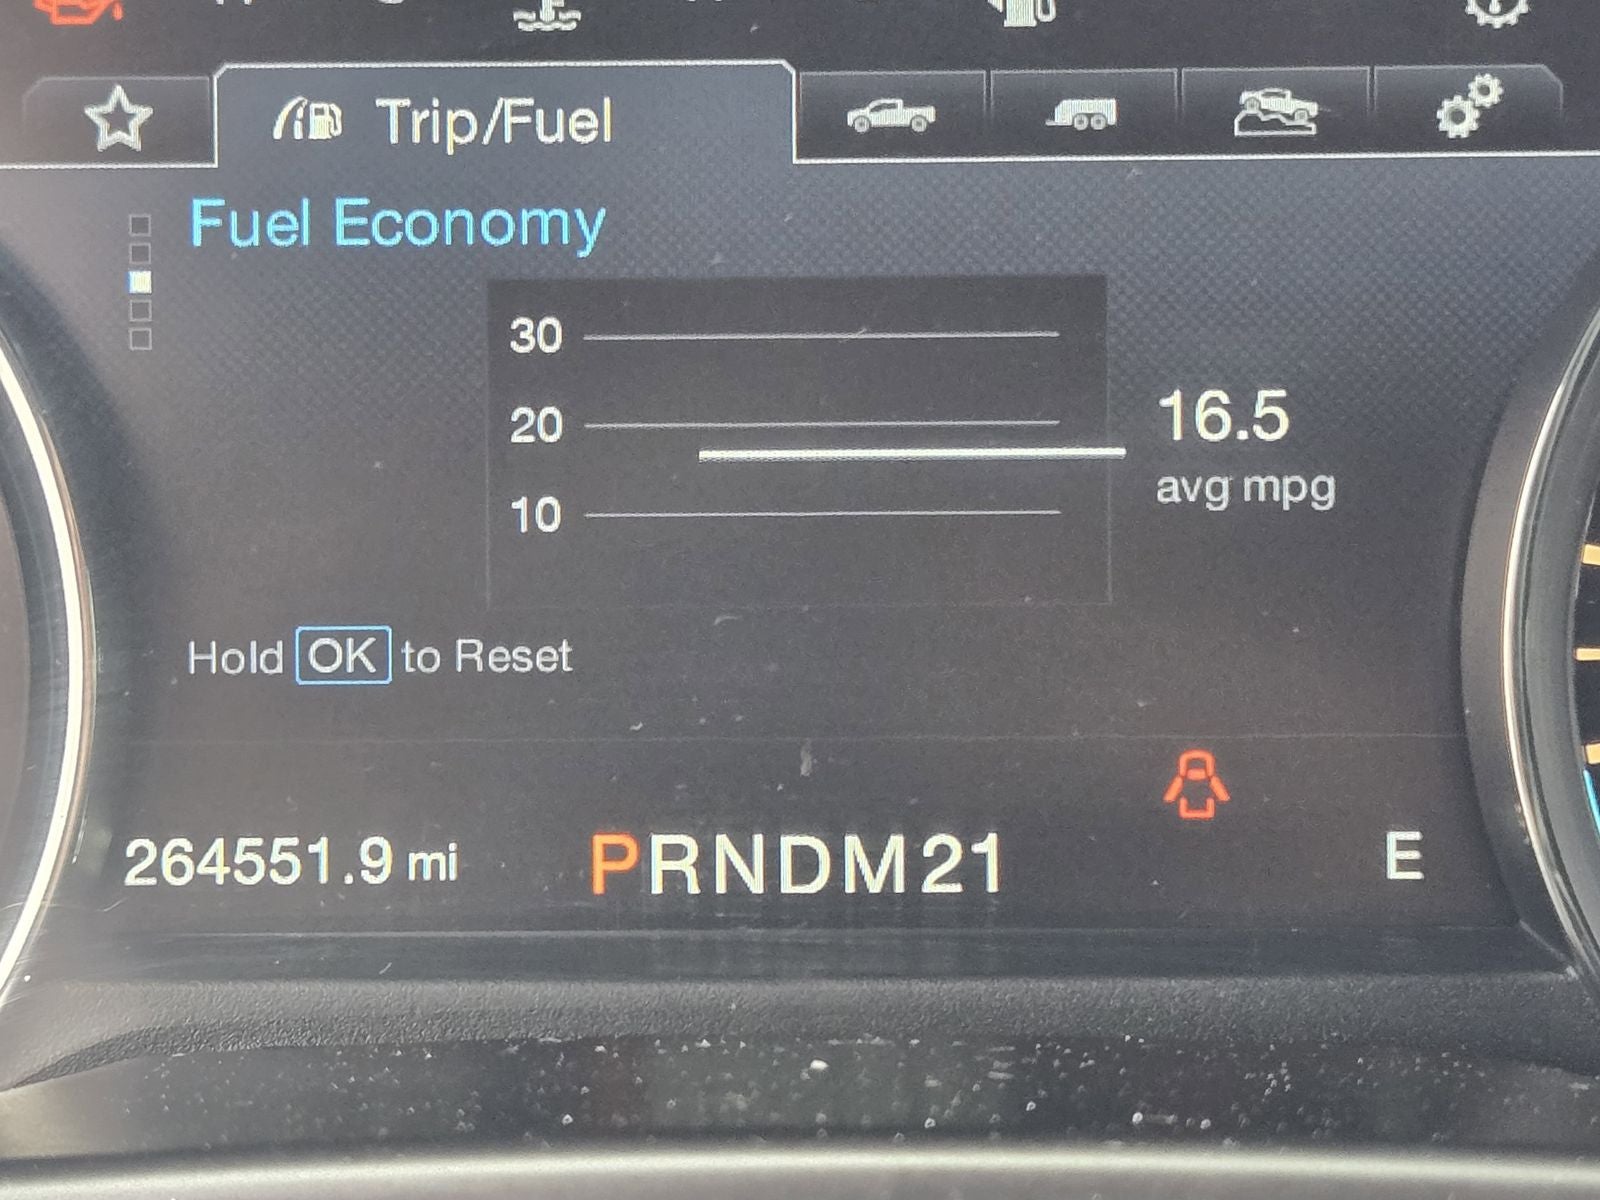 Trip/Fuel
Fuel Economy
30
20
10
16.5
avg mpg
Hold OK to Reset
264551.9 mi
PRNDM21
E